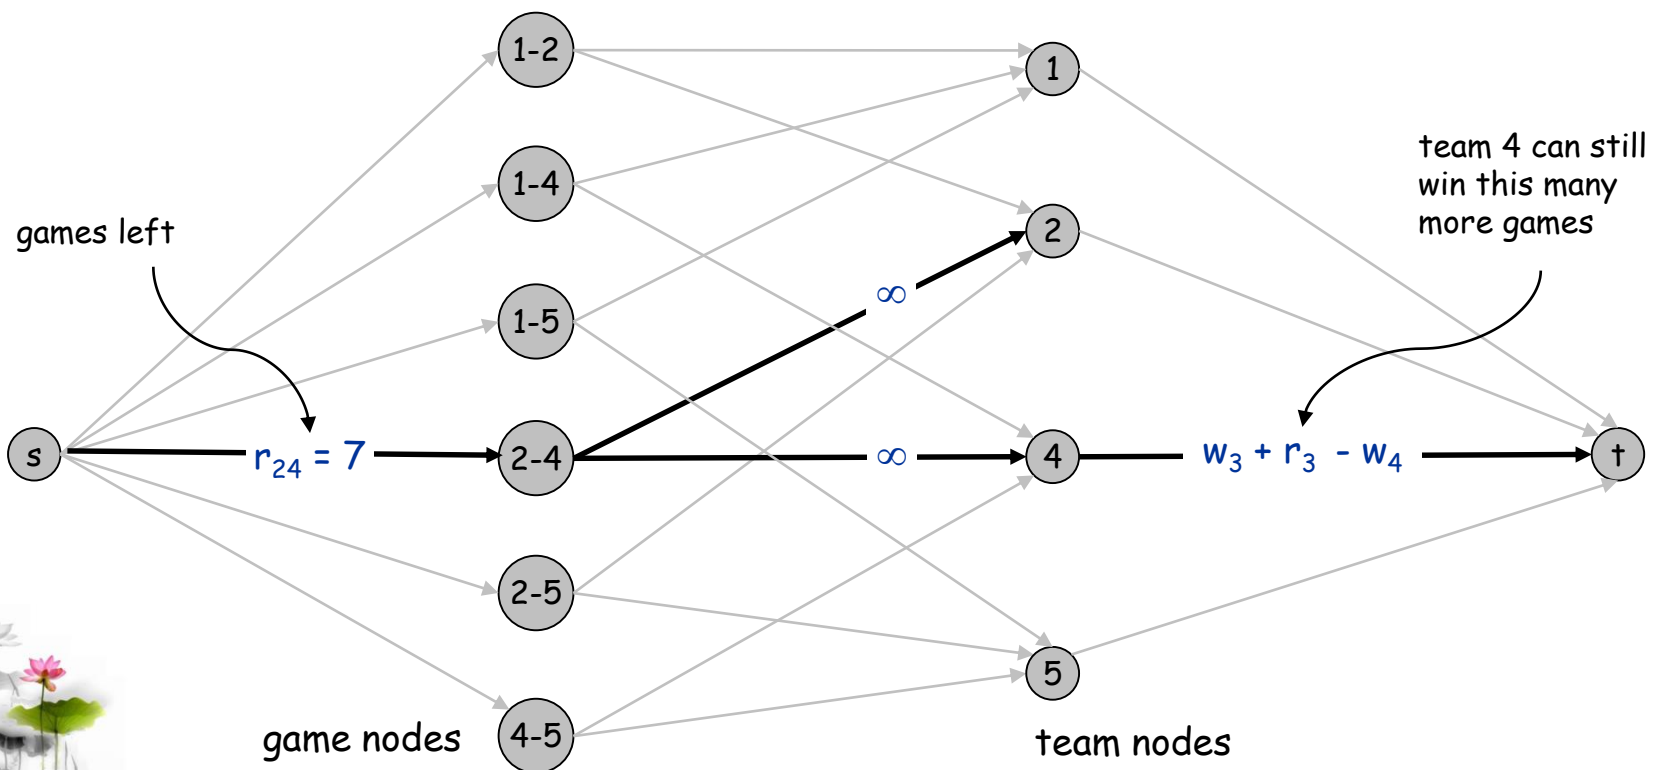 1-2
1
team 4 can still
win this many
more games
1-4
games left
2
∞
1-5
s
r₂₄ = 7
2-4
∞
4
w₃ + r₃ - w₄
t
2-5
5
game nodes
4-5
team nodes